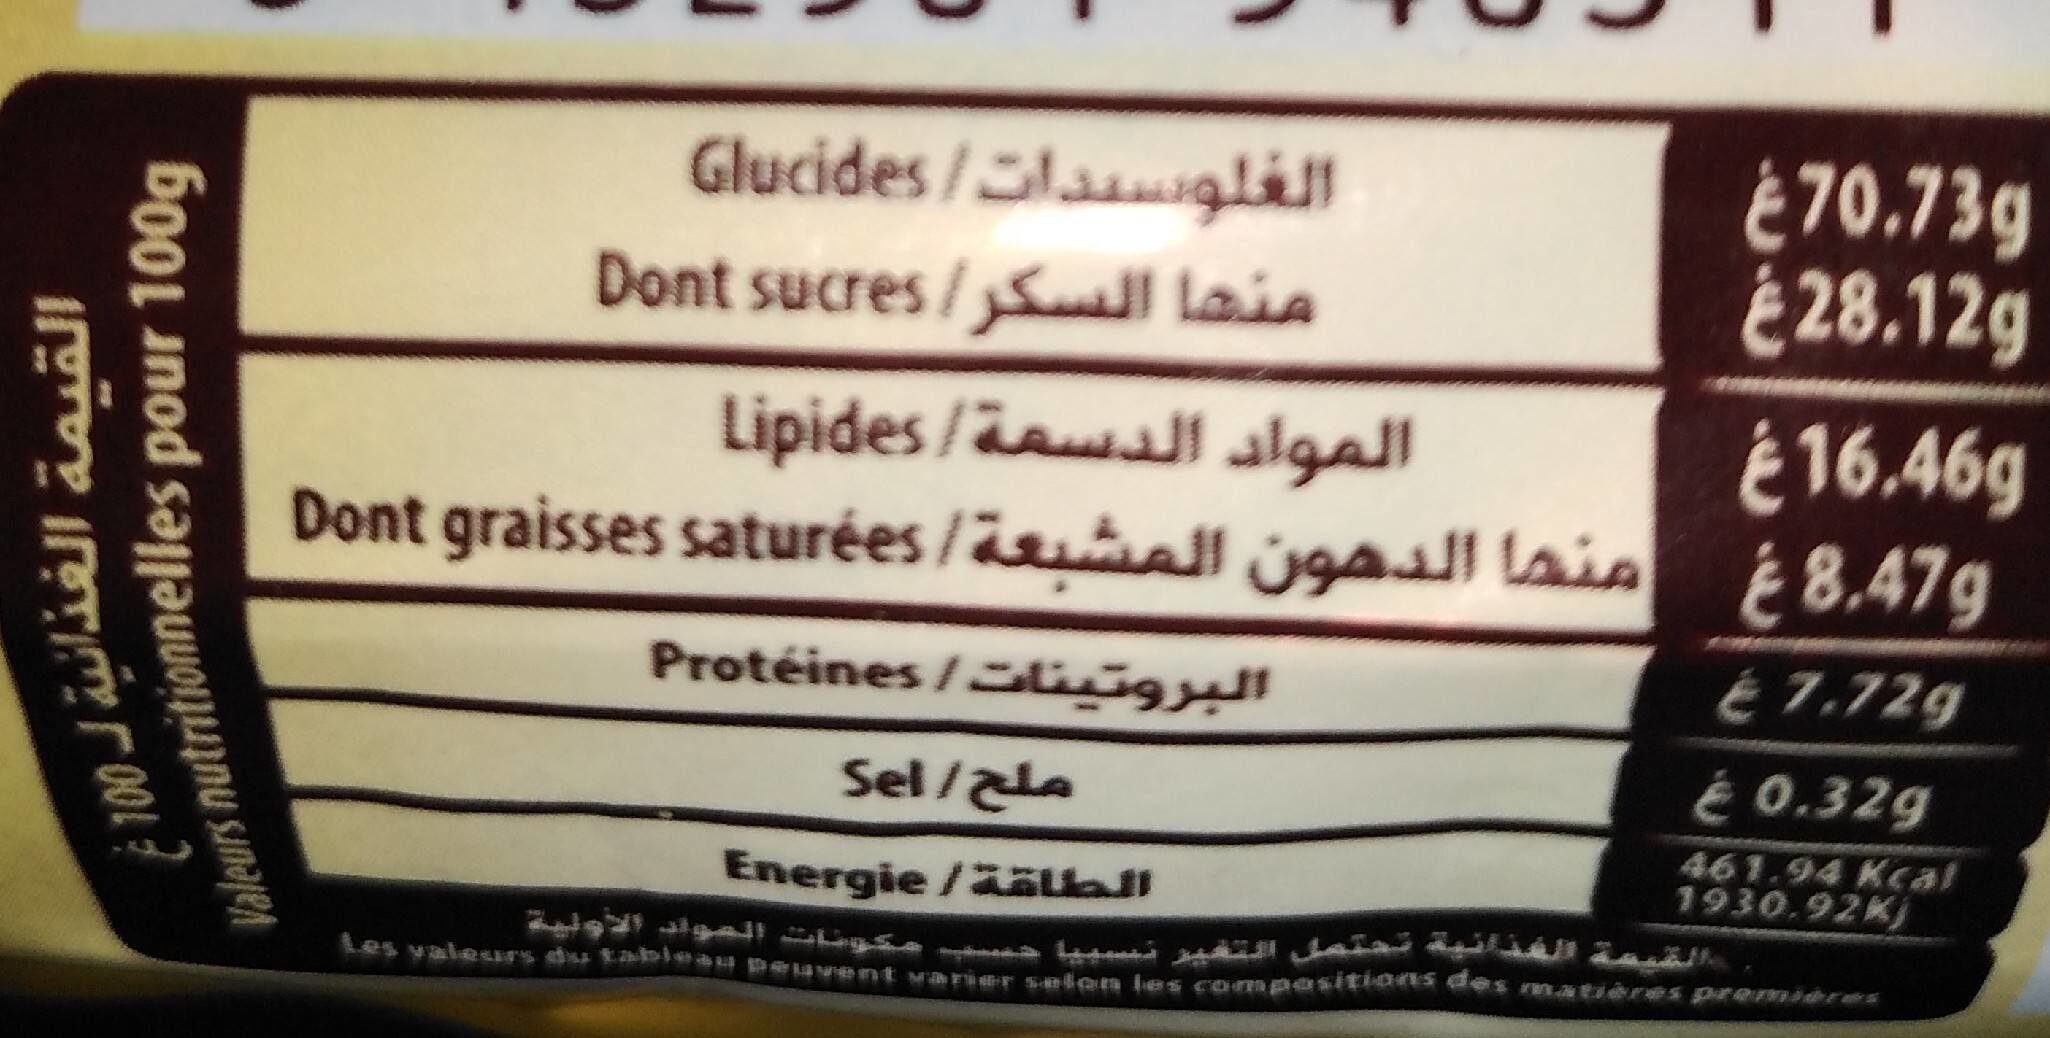 القيمة الغذائية لـ 100 غ
Valeurs nutritionnelles pour 100g
Glucides / الغلوسيدات غ 70.73g
Dont sucres / منها السكر غ 28.12g
Lipides / المواد الدسمة غ 16.46g
Dont graisses saturées / منها الدهون المشبعة غ 8.47g
Protéines / البروتينات غ 7.72g
Sel / ملح غ 0.32g
Energie / الطاقة 461.94 Kcal
1930.92Kj
القيمة الغذائية تحتمل التغير نسبيا حسب مكونات المواد الأولية
Les valeurs du tableau peuvent varier selon les compositions des matières premières